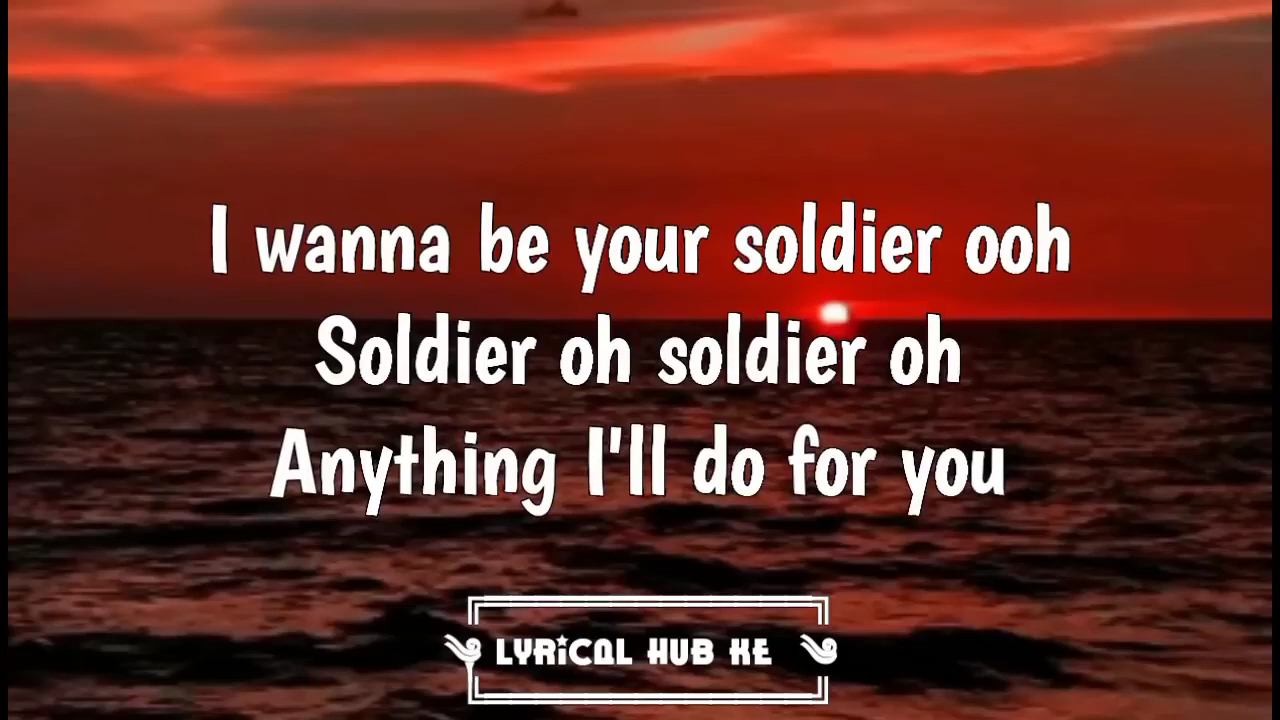 I wanna be your soldier ooh
Soldier oh soldier oh
Anything I'll do for you
LYRiCAL HUB KE